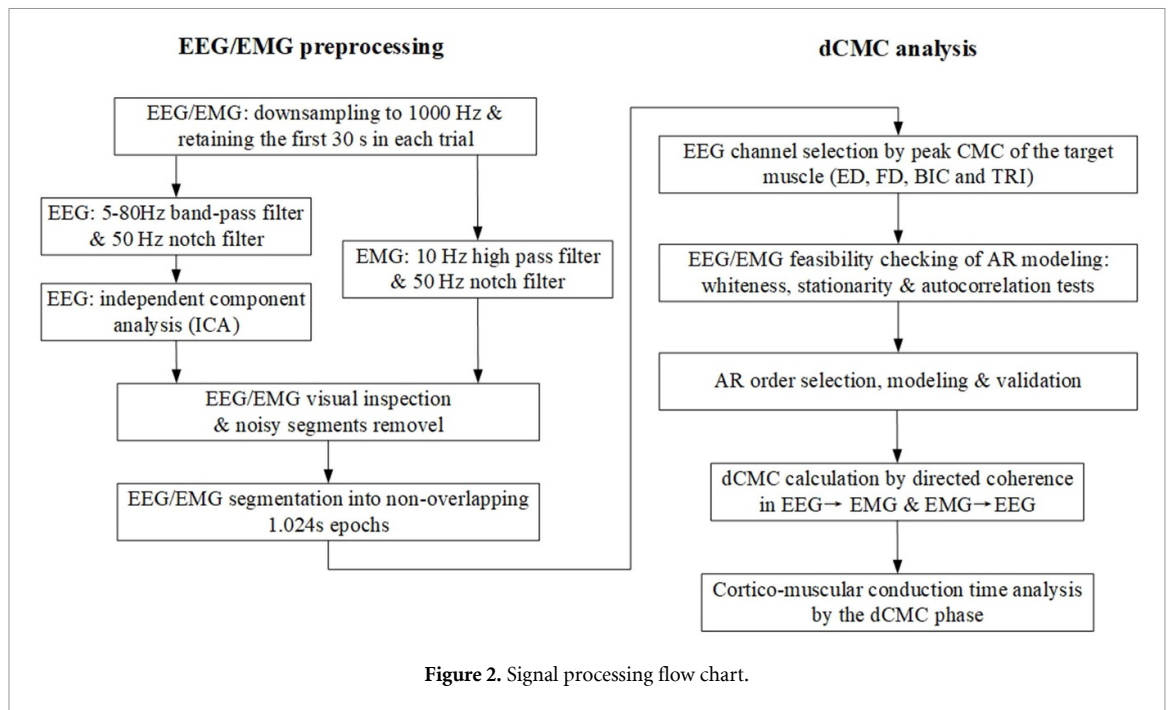 EEG/EMG preprocessing
EEG/EMG: downsampling to 1000 Hz &
retaining the first 30 s in each trial
EEG: 5-80Hz band-pass filter
& 50 Hz notch filter
EMG: 10 Hz high pass filter
& 50 Hz notch filter
EEG: independent component
analysis (ICA)
EEG/EMG visual inspection
& noisy segments removel
EEG/EMG segmentation into non-overlapping
1.024s epochs
dCMC analysis
EEG channel selection by peak CMC of the target
muscle (ED, FD, BIC and TRI)
EEG/EMG feasibility checking of AR modeling:
whiteness, stationarity & autocorrelation tests
AR order selection, modeling & validation
dCMC calculation by directed coherence
in EEG→ EMG & EMG→EEG
Cortico-muscular conduction time analysis
by the dCMC phase
Figure 2. Signal processing flow chart.